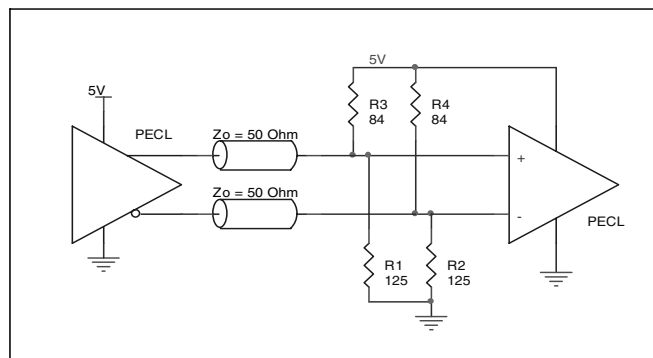 5V
5V
R3
84
R4
84
PECL
Zo = 50 Ohm
+
Zo = 50 Ohm
-
PECL
R1
125
R2
125